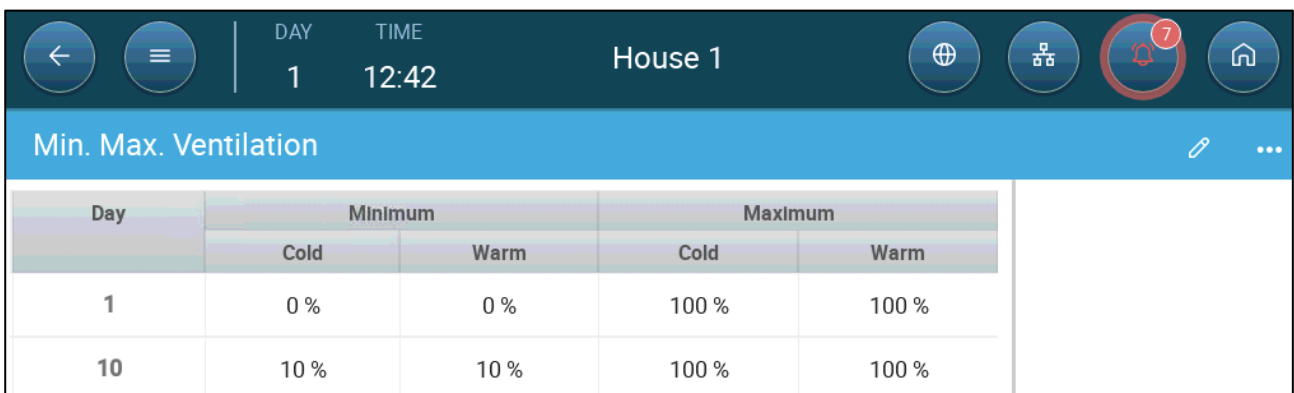 DAY TIME
7
1 12:42
House 1
Min. Max. Ventilation
Day Minimum Maximum
Cold Warm Cold Warm
1 0 % 0 % 100 % 100 %
10 10 % 10 % 100 % 100 %